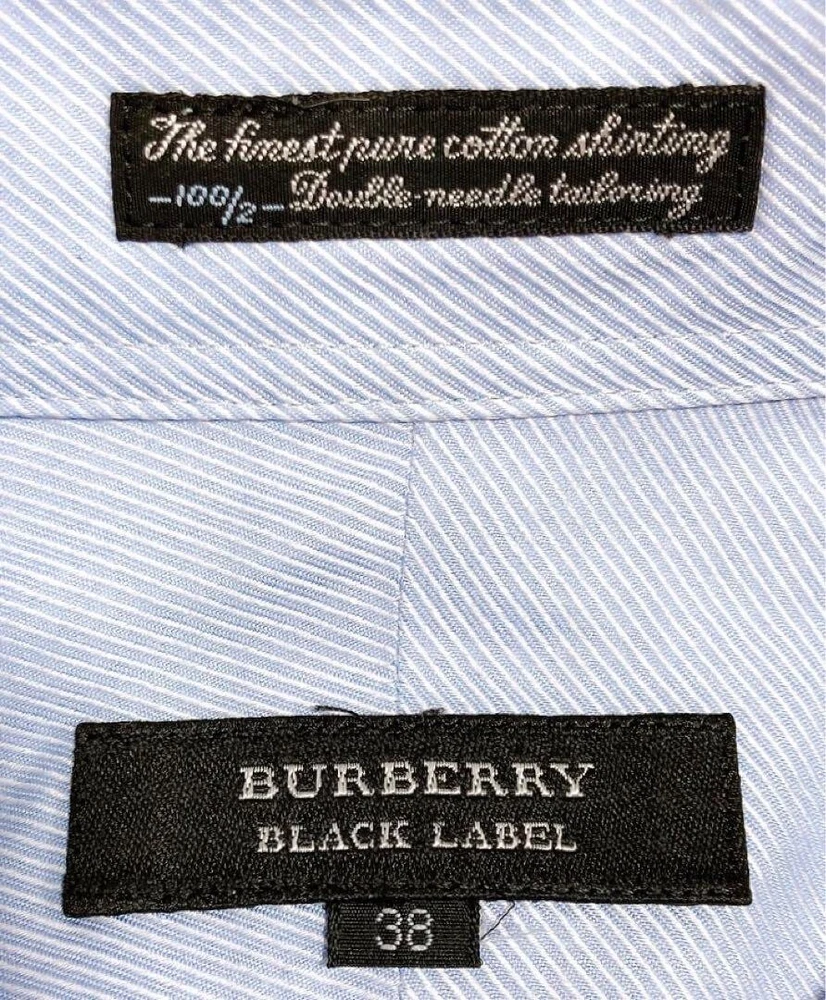 The finest pure cotton shirting
-100/2- Double-needle tailoring
BURBERRY
BLACK LABEL
38